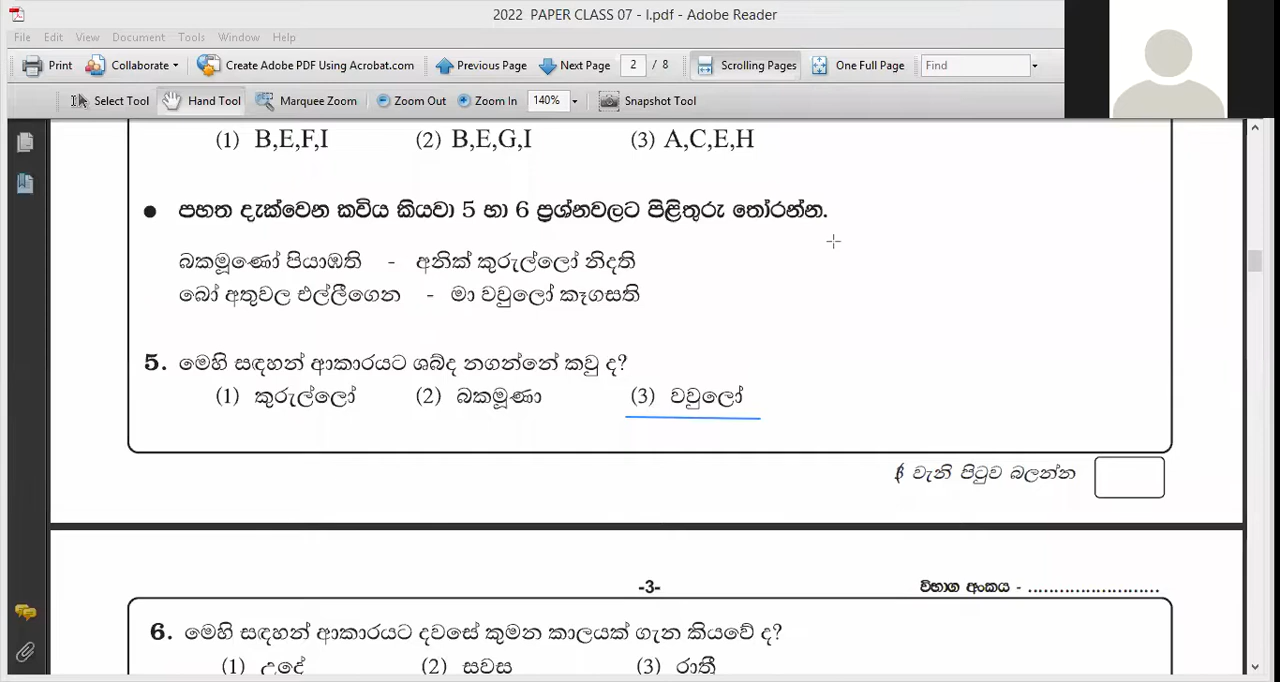 2022 PAPER CLASS 07 - I.pdf - Adobe Reader
File Edit View Document Tools Window Help
Print Collaborate Create Adobe PDF Using Acrobat.com Previous Page Next Page 2 / 8 Scrolling Pages One Full Page Find
Select Tool Hand Tool Marquee Zoom Zoom Out Zoom In 140% Snapshot Tool
(1) B,E,F,I (2) B,E,G,I (3) A,C,E,H
● පහත දැක්වෙන කවිය කියවා 5 හා 6 ප්‍රශ්නවලට පිළිතුරු තෝරන්න.
බකමූණෝ පියාඹති - අනික් කුරුල්ලෝ නිදති
බෝ අතුවල එල්ලීගෙන - මා වවුලෝ කෑගසති
5. මෙහි සඳහන් ආකාරයට ශබ්ද නගන්නේ කවු ද?
(1) කුරුල්ලෝ (2) බකමූණා (3) වවුලෝ
වැනි පිටුව බලන්න
-3- විභාග අංකය - ..........................
6. මෙහි සඳහන් ආකාරයට දවසේ කුමන කාලයක් ගැන කියවේ ද?
(1) උදේ (2) සවස (3) රාත්‍රී